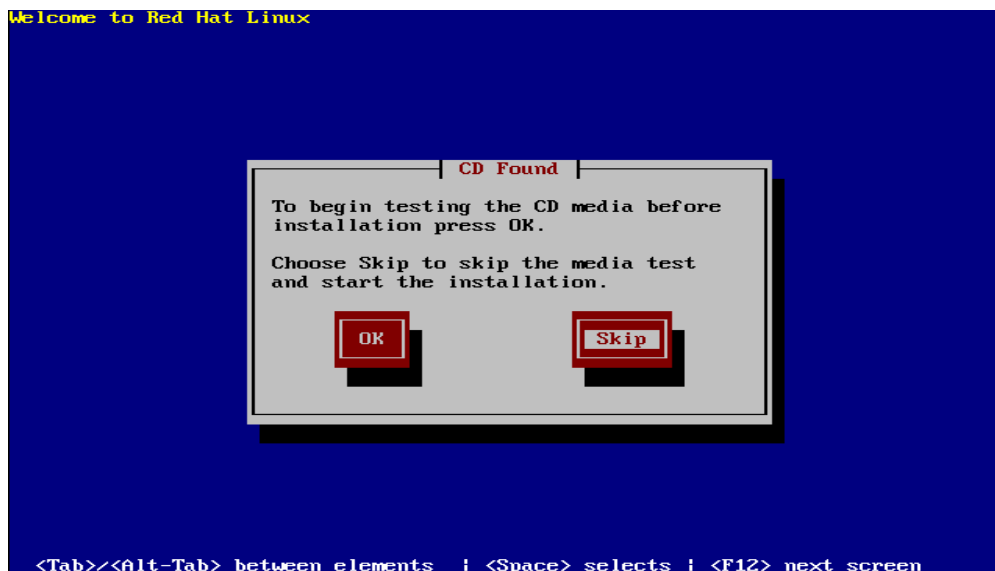 Welcome to Red Hat Linux
CD Found
To begin testing the CD media before
installation press OK.
Choose Skip to skip the media test
and start the installation.
OK
Skip
<Tab>/<Alt-Tab> between elements | <Space> selects | <F12> next screen